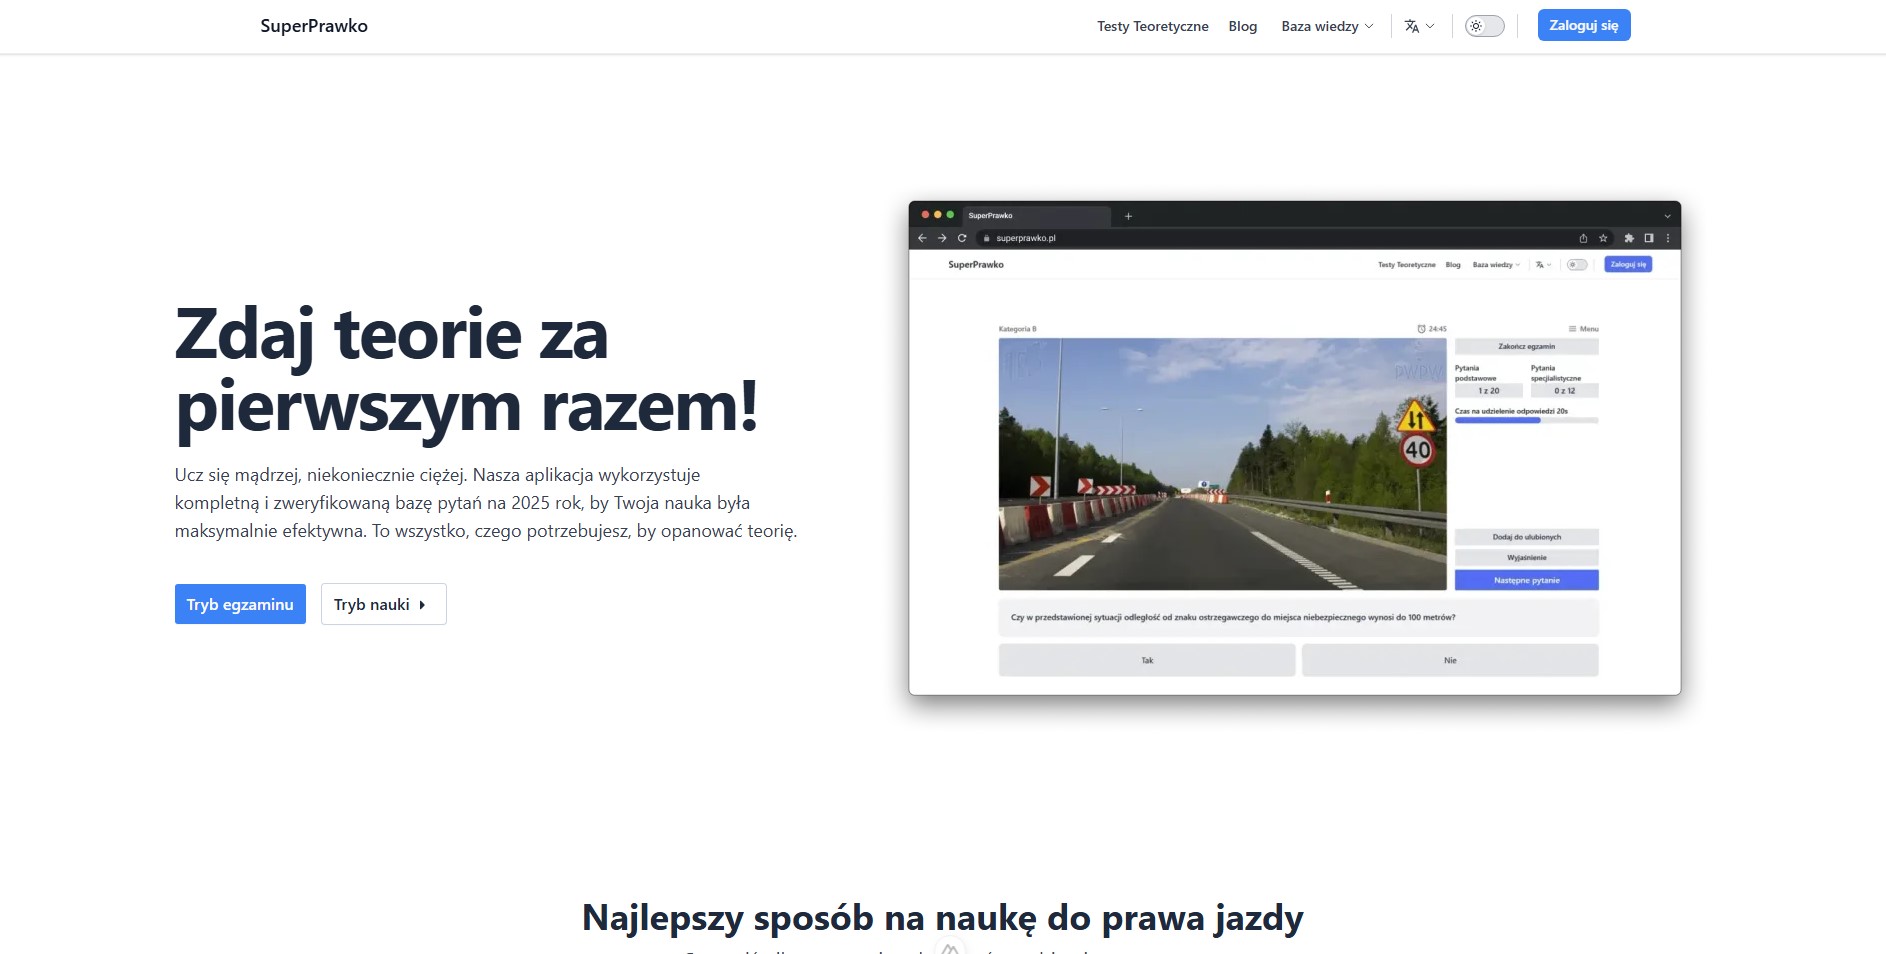 SuperPrawko
Testy Teoretyczne
Blog
Baza wiedzy
Zaloguj się
Zdaj teorie za
pierwszym razem!
Ucz się mądrzej, niekoniecznie ciężej. Nasza aplikacja wykorzystuje
kompletną i zweryfikowaną bazę pytań na 2025 rok, by Twoja nauka była
maksymalnie efektywna. To wszystko, czego potrzebujesz, by opanować teorię.
Tryb egzaminu
Tryb nauki
SuperPrawko
superprawko.pl
SuperPrawko
Testy Teoretyczne
Blog
Baza wiedzy
Zaloguj się
Kategoria B
24:45
Menu
PWPW
40
Zakończ egzamin
Pytania
podstawowe
1 z 20
Pytania
specjalistyczne
0 z 12
Czas na udzielenie odpowiedzi 20s
Dodaj do ulubionych
Wyjaśnienie
Następne pytanie
Czy w przedstawionej sytuacji odległość od znaku ostrzegawczego do miejsca niebezpiecznego wynosi do 100 metrów?
Tak
Nie
Najlepszy sposób na naukę do prawa jazdy